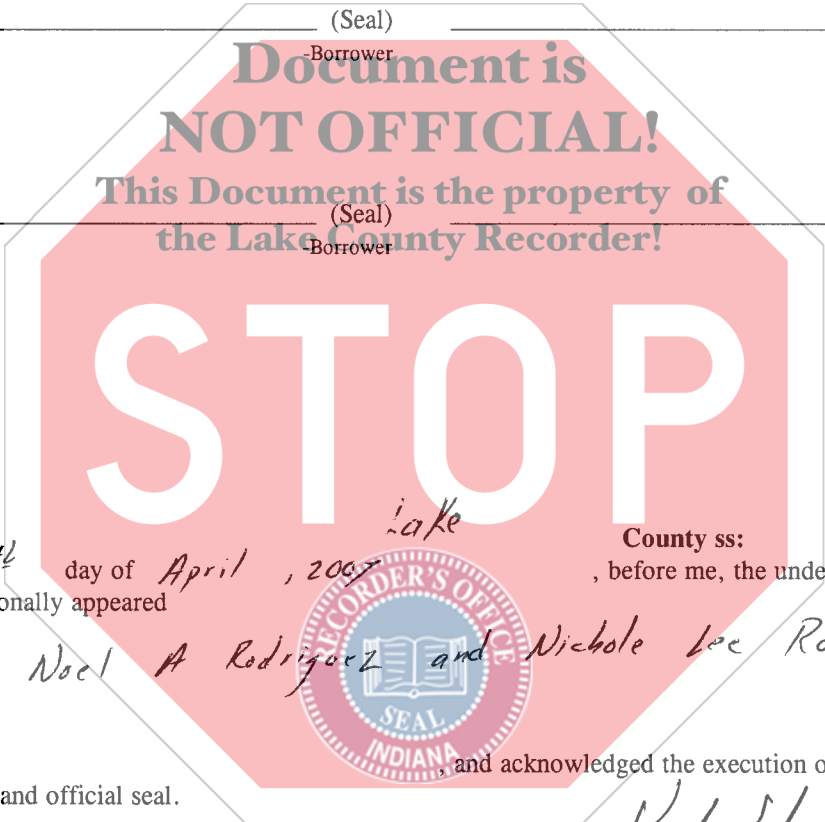 (Seal)
-Borrower
Document is
NOT OFFICIAL!
This Document is the property of
(Seal)
the Lake County Recorder!
-Borrower
STOP
Lake
County ss:
day of April , 2007 , before me, the unde
onally appeared
RECORDER'S OFFICE
Noel A Rodriguez and Nichole Lee Ro
SEAL
INDIANA
, and acknowledged the execution o
and official seal.